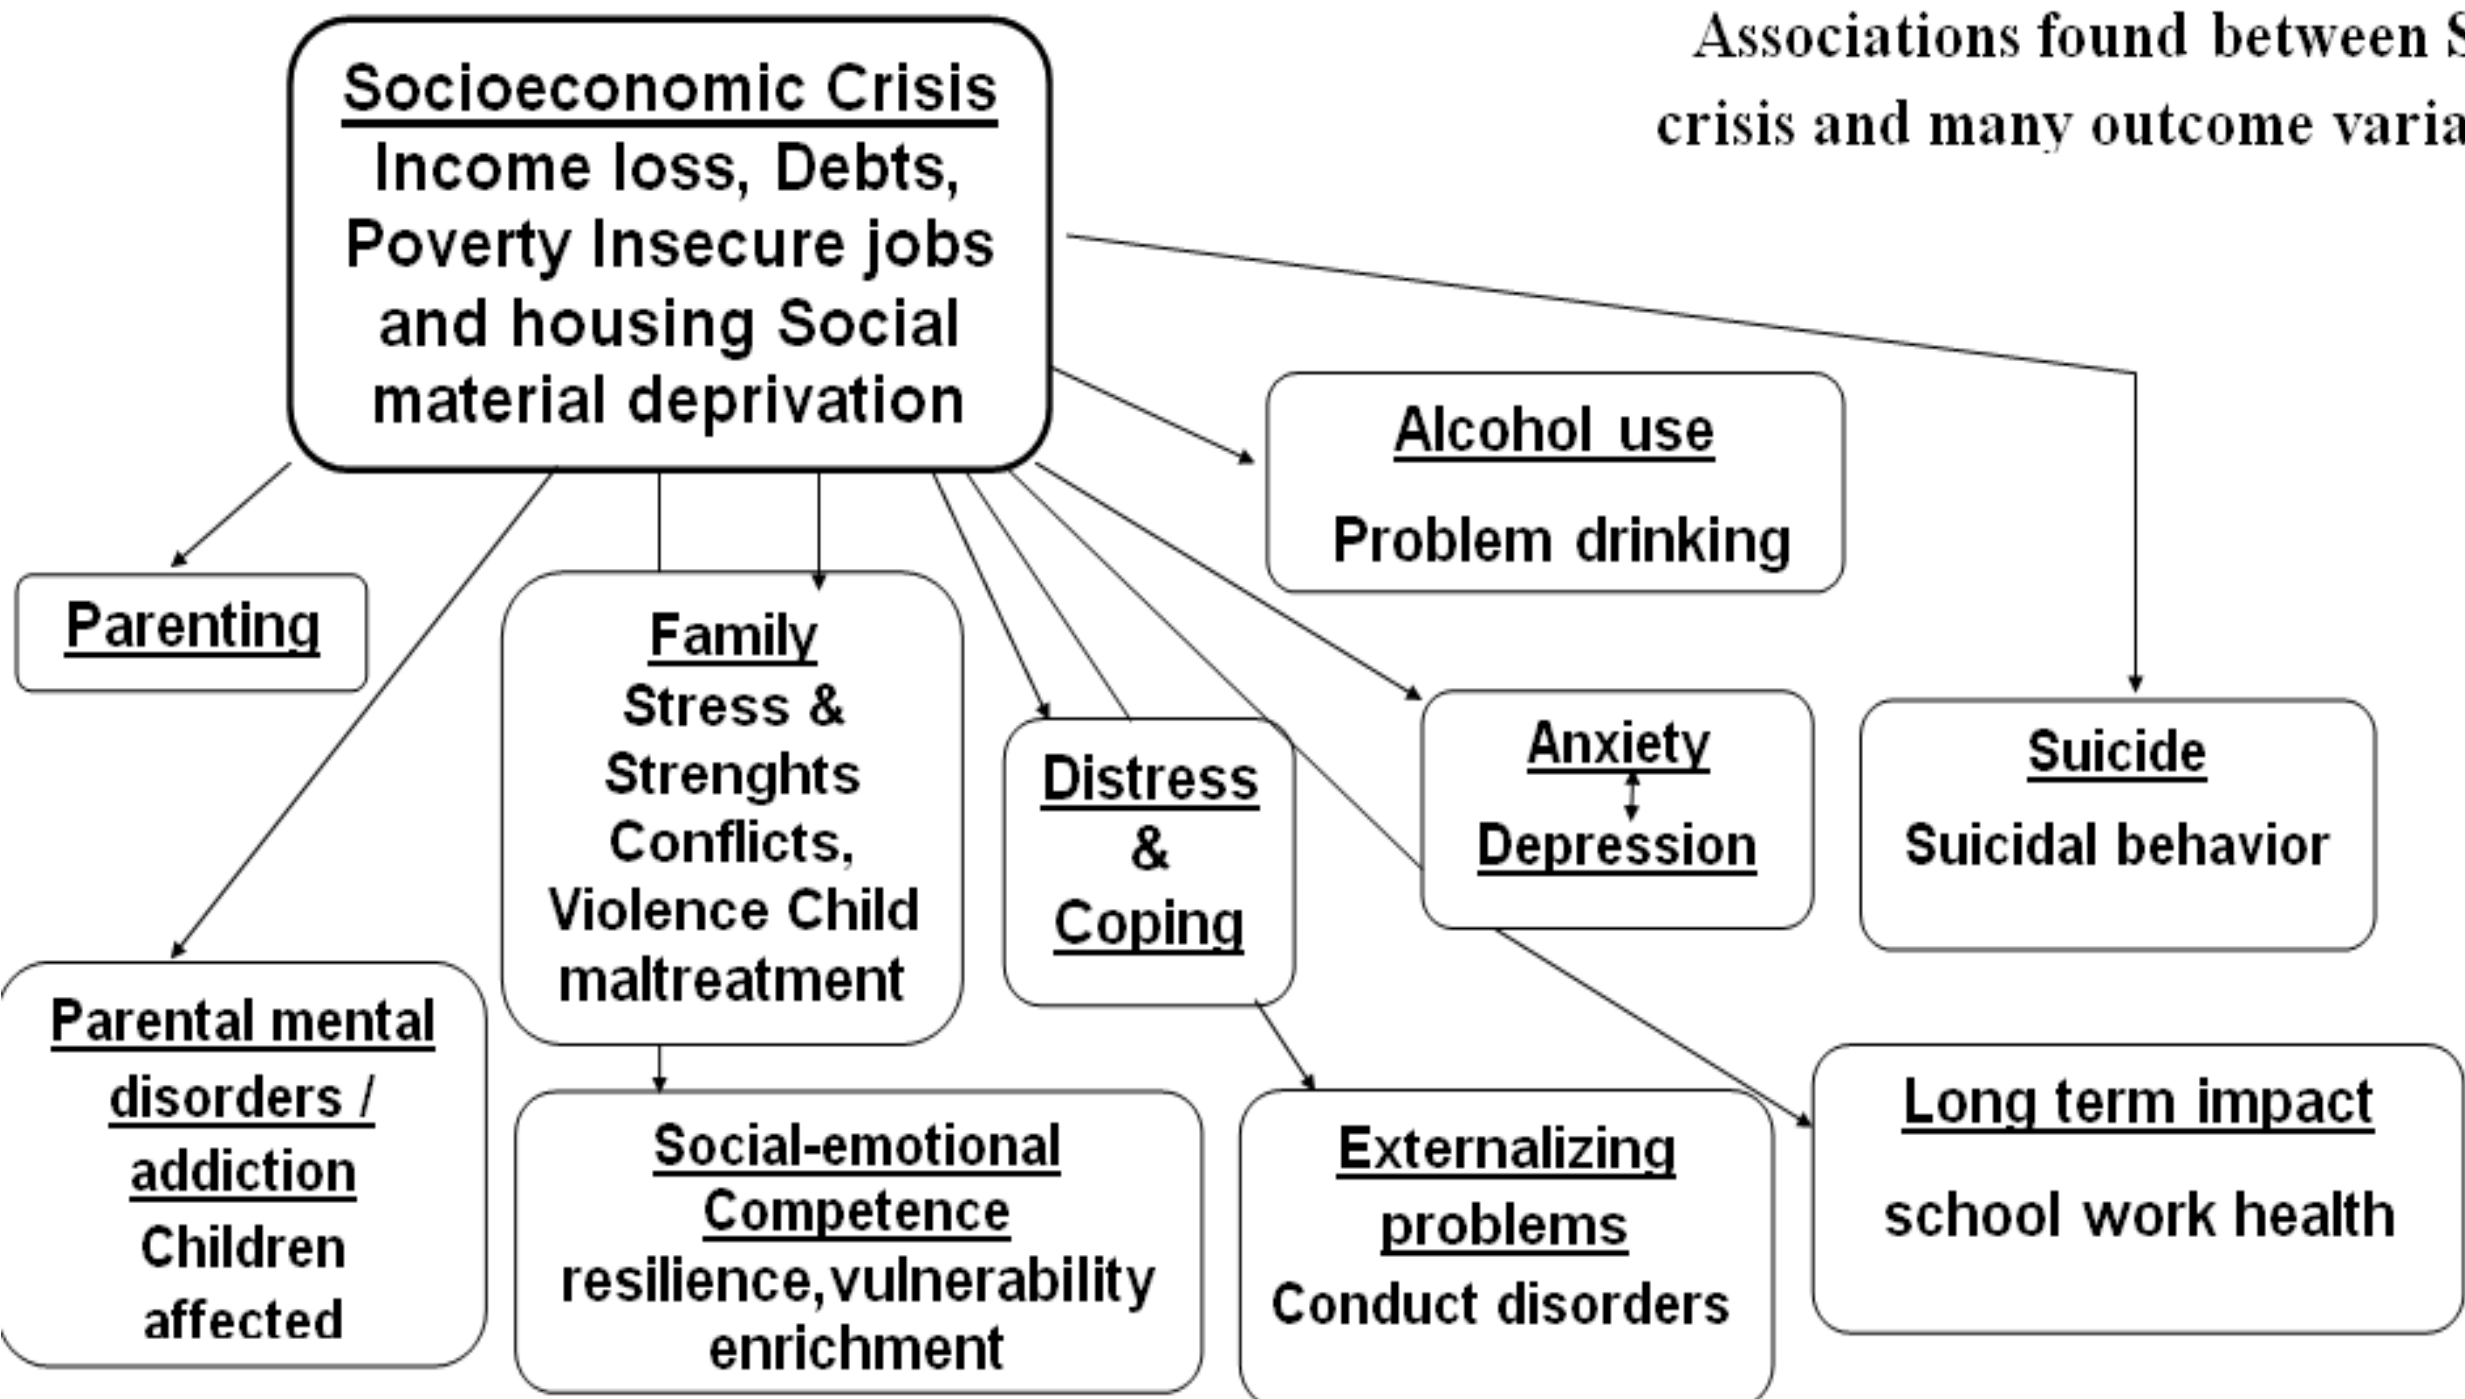 Associations found between S
crisis and many outcome varia
Socioeconomic Crisis
Income loss, Debts,
Poverty Insecure jobs
and housing Social
material deprivation
Alcohol use
Problem drinking
Parenting
Family
Stress &
Strenghts
Conflicts,
Violence Child
maltreatment
Distress
&
Coping
Anxiety
Depression
Suicide
Suicidal behavior
Parental mental
disorders /
addiction
Children
affected
Social-emotional
Competence
resilience,vulnerability
enrichment
Externalizing
problems
Conduct disorders
Long term impact
school work health